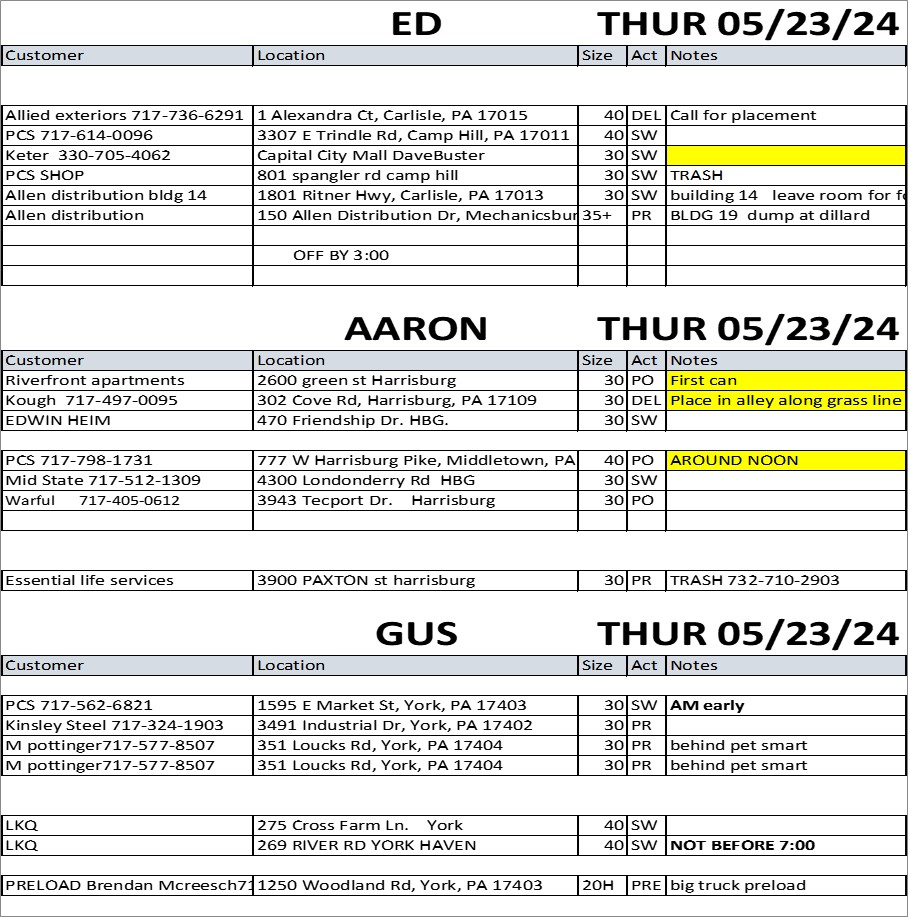 ED THUR 05/23/24
Customer Location Size Act Notes
Allied exteriors 717-736-6291 1 Alexandra Ct, Carlisle, PA 17015 40 DEL Call for placement
PCS 717-614-0096 3307 E Trindle Rd, Camp Hill, PA 17011 40 SW
Keter 330-705-4062 Capital City Mall DaveBuster 30 SW
PCS SHOP 801 spangler rd camp hill 30 SW TRASH
Allen distribution bldg 14 1801 Ritner Hwy, Carlisle, PA 17013 30 SW building 14 leave room for
Allen distribution 150 Allen Distribution Dr, Mechanicsbur 35+ PR BLDG 19 dump at dillard
OFF BY 3:00
AARON THUR 05/23/24
Customer Location Size Act Notes
Riverfront apartments 2600 green st Harrisburg 30 PO First can
Kough 717-497-0095 302 Cove Rd, Harrisburg, PA 17109 30 DEL Place in alley along grass line
EDWIN HEIM 470 Friendship Dr. HBG. 30 SW
PCS 717-798-1731 777 W Harrisburg Pike, Middletown, PA 40 PO AROUND NOON
Mid State 717-512-1309 4300 Londonderry Rd HBG 30 SW
Warful 717-405-0612 3943 Tecport Dr. Harrisburg 30 PO
Essential life services 3900 PAXTON st harrisburg 30 PR TRASH 732-710-2903
GUS THUR 05/23/24
Customer Location Size Act Notes
PCS 717-562-6821 1595 E Market St, York, PA 17403 30 SW AM early
Kinsley Steel 717-324-1903 3491 Industrial Dr, York, PA 17402 30 PR
M pottinger717-577-8507 351 Loucks Rd, York, PA 17404 30 PR behind pet smart
M pottinger717-577-8507 351 Loucks Rd, York, PA 17404 30 PR behind pet smart
LKQ 275 Cross Farm Ln. York 40 SW
LKQ 269 RIVER RD YORK HAVEN 40 SW NOT BEFORE 7:00
PRELOAD Brendan Mcreesch71 1250 Woodland Rd, York, PA 17403 20H PRE big truck preload